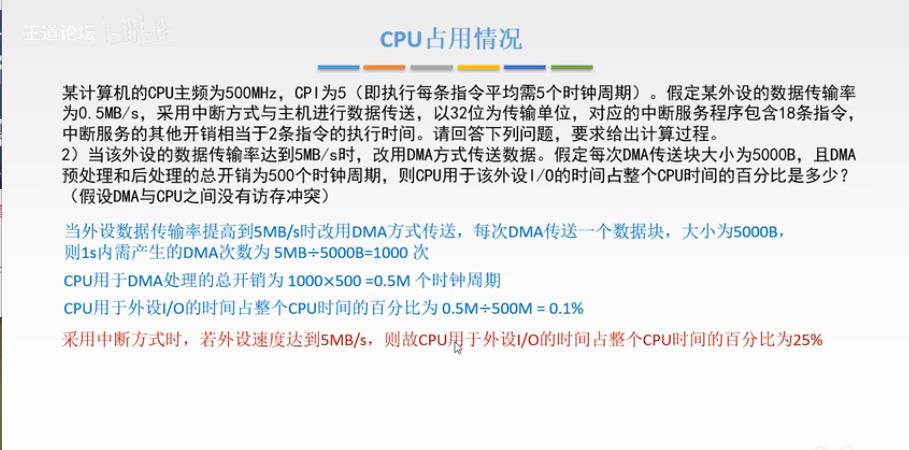 王道论坛
CPU占用情况
某计算机的CPU主频为500MHz，CPI为5（即执行每条指令平均需5个时钟周期）。假定某外设的数据传输率
为0.5MB/s，采用中断方式与主机进行数据传送，以32位为传输单位，对应的中断服务程序包含18条指令，
中断服务的其他开销相当于2条指令的执行时间。请回答下列问题，要求给出计算过程。
2）当该外设的数据传输率达到5MB/s时，改用DMA方式传送数据。假定每次DMA传送块大小为5000B，且DMA
预处理和后处理的总开销为500个时钟周期，则CPU用于该外设I/O的时间占整个CPU时间的百分比是多少？
（假设DMA与CPU之间没有访存冲突）
当外设数据传输率提高到5MB/s时改用DMA方式传送，每次DMA传送一个数据块，大小为5000B，
则1s内需产生的DMA次数为 5MB÷5000B=1000 次
CPU用于DMA处理的总开销为 1000×500 =0.5M 个时钟周期
CPU用于外设I/O的时间占整个CPU时间的百分比为 0.5M÷500M = 0.1%
采用中断方式时，若外设速度达到5MB/s，则故CPU用于外设I/O的时间占整个CPU时间的百分比为25%